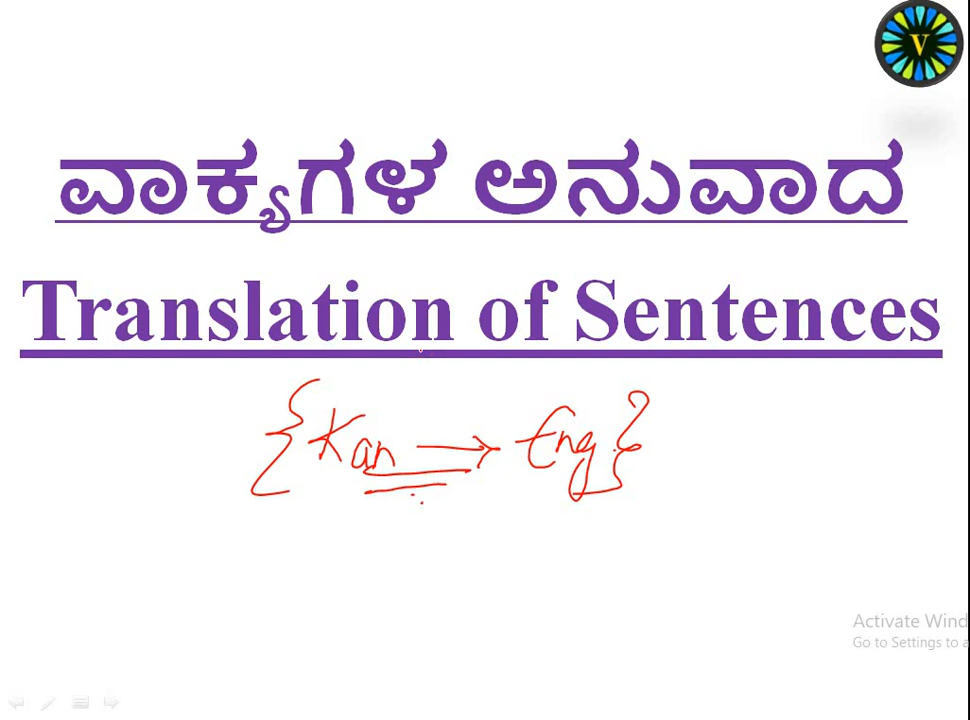 V
ವಾಕ್ಯಗಳ ಅನುವಾದ
Translation of Sentences
{Kan → Eng}
Activate Wind
Go to Settings to a